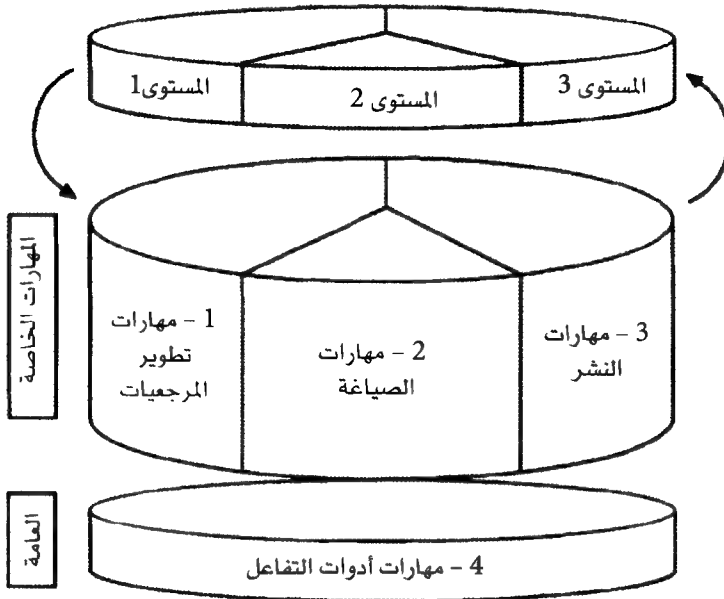 المستوى 3
المستوى 2
المستوى1
المهارات الخاصة
3 - مهارات
النشر
2 - مهارات
الصياغة
1 - مهارات
تطوير
المرجعيات
العامة
4 - مهارات أدوات التفاعل